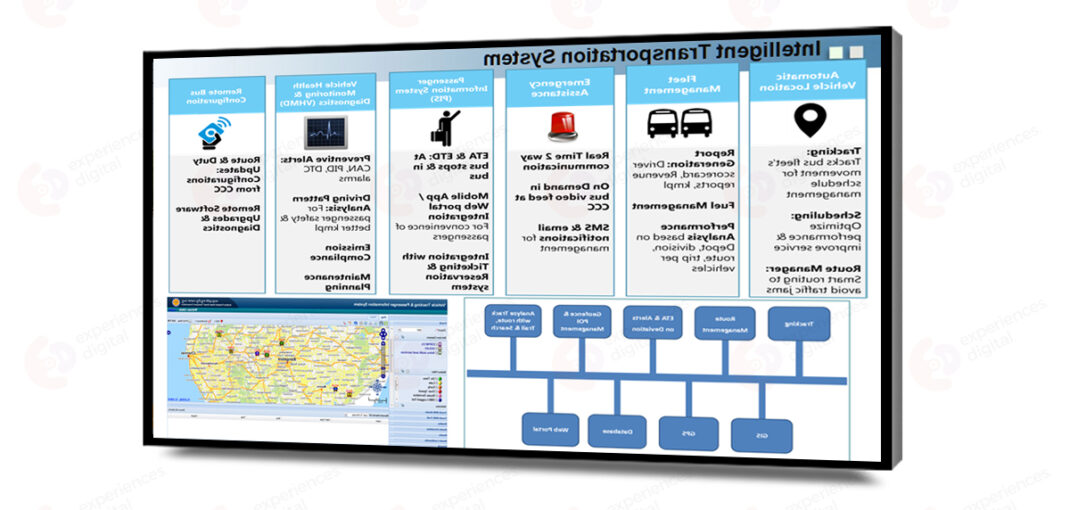 Intelligent Transportation System
Automatic
Vehicle Location
Tracking:
Tracks bus fleet's
movement for
schedule
management
Scheduling:
Optimize
performance &
improve service
Route Manager:
Smart routing to
avoid traffic jams
Fleet
Management
Report
Generation: Driver
scorecard, Revenue
reports, kmpl,
Fuel Management
Performance
Analysis based on
Depot, division,
route, trip per
vehicles
Emergency
Assistance
Real Time 2 way
communication
On Demand in
bus video feed at
CCC
SMS & email
notifications for
management
Passenger
Information System
(PIS)
ETA & ETD: At
bus stops & in
bus
Mobile App /
Web portal
Integration
For convenience of
passengers
Integration with
Ticketing &
Reservation
system
Vehicle Health
Monitoring &
Diagnostics (VHMD)
Preventive Alerts:
CAN, PID, DTC
alarms
Driving Pattern
Analysis: For
passenger safety &
better kmpl
Emission
Compliance
Maintenance
Planning
Remote Bus
Configuration
Route & Duty
Updates:
Configurations
from CCC
Remote Software
Upgrades &
Diagnostics
Tracking
Route
Management
ETA & Alerts
on Deviation
Geofence &
POI
Management
Analyze Track
with route,
Trail & Search
GIS
GPS
Database
Web Portal
Vehicle Tracking & Passenger Information System
experiences
digital